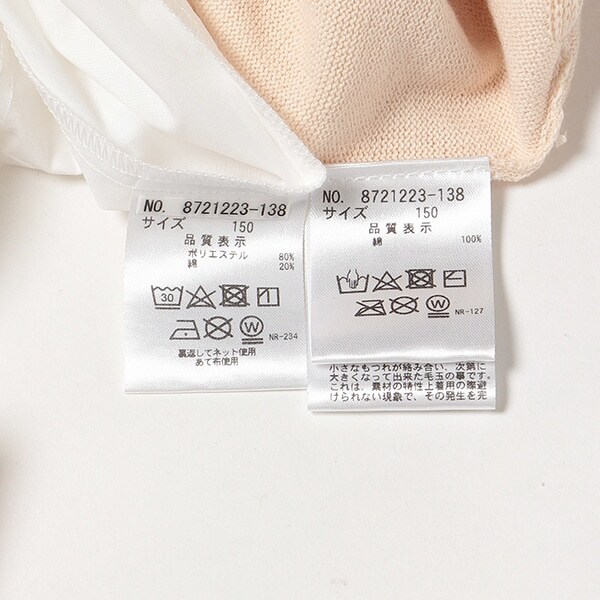 NO. 8721223-138
サイズ 150
品質表示
ポリエステル 80%
綿 20%
30
W
NR-234
裏返してネット使用
あて布使用
NO. 8721223-138
サイズ 150
品質表示
綿 100%
W
NR-127
小さなもつれが絡み合い、次第に
大きくなって出来た毛玉の事です。
これは、素材の特性上着用の際避
けられない現象で、その発生を完